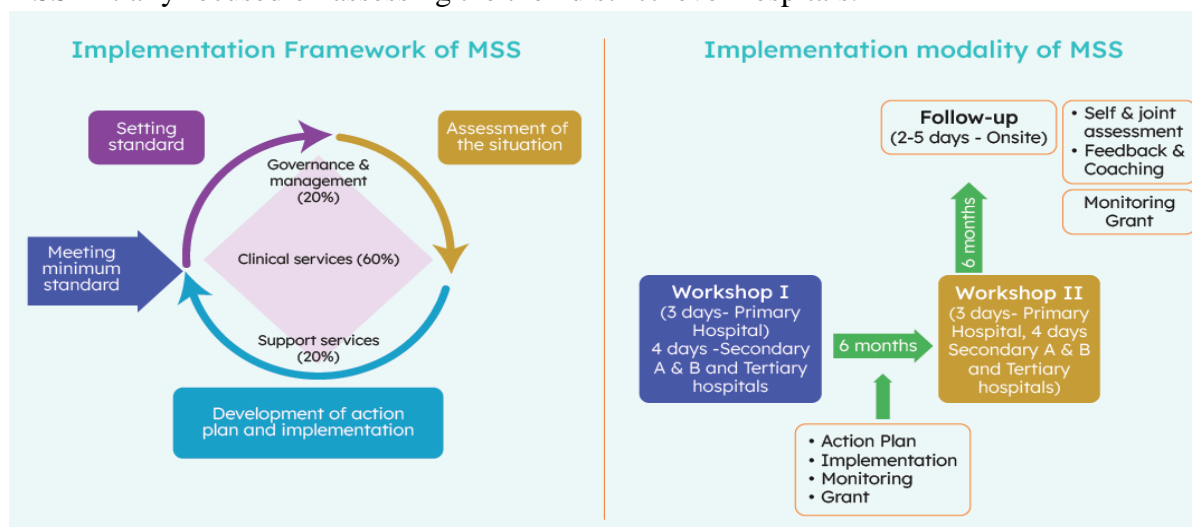 Implementation Framework of MSS
Setting
standard
Assessment of
the situation
Governance &
management
(20%)
Meeting
minimum
standard
Clinical services (60%)
Support services
(20%)
Development of action
plan and implementation
Implementation modality of MSS
Follow-up
(2-5 days - Onsite)
• Self & joint
assessment
• Feedback &
Coaching
Monitoring
Grant
6 months
Workshop I
(3 days- Primary
Hospital)
4 days -Secondary
A & B and Tertiary
hospitals
6 months
Workshop II
(3 days- Primary
Hospital, 4 days
Secondary A & B
and Tertiary
hospitals)
• Action Plan
• Implementation
• Monitoring
• Grant